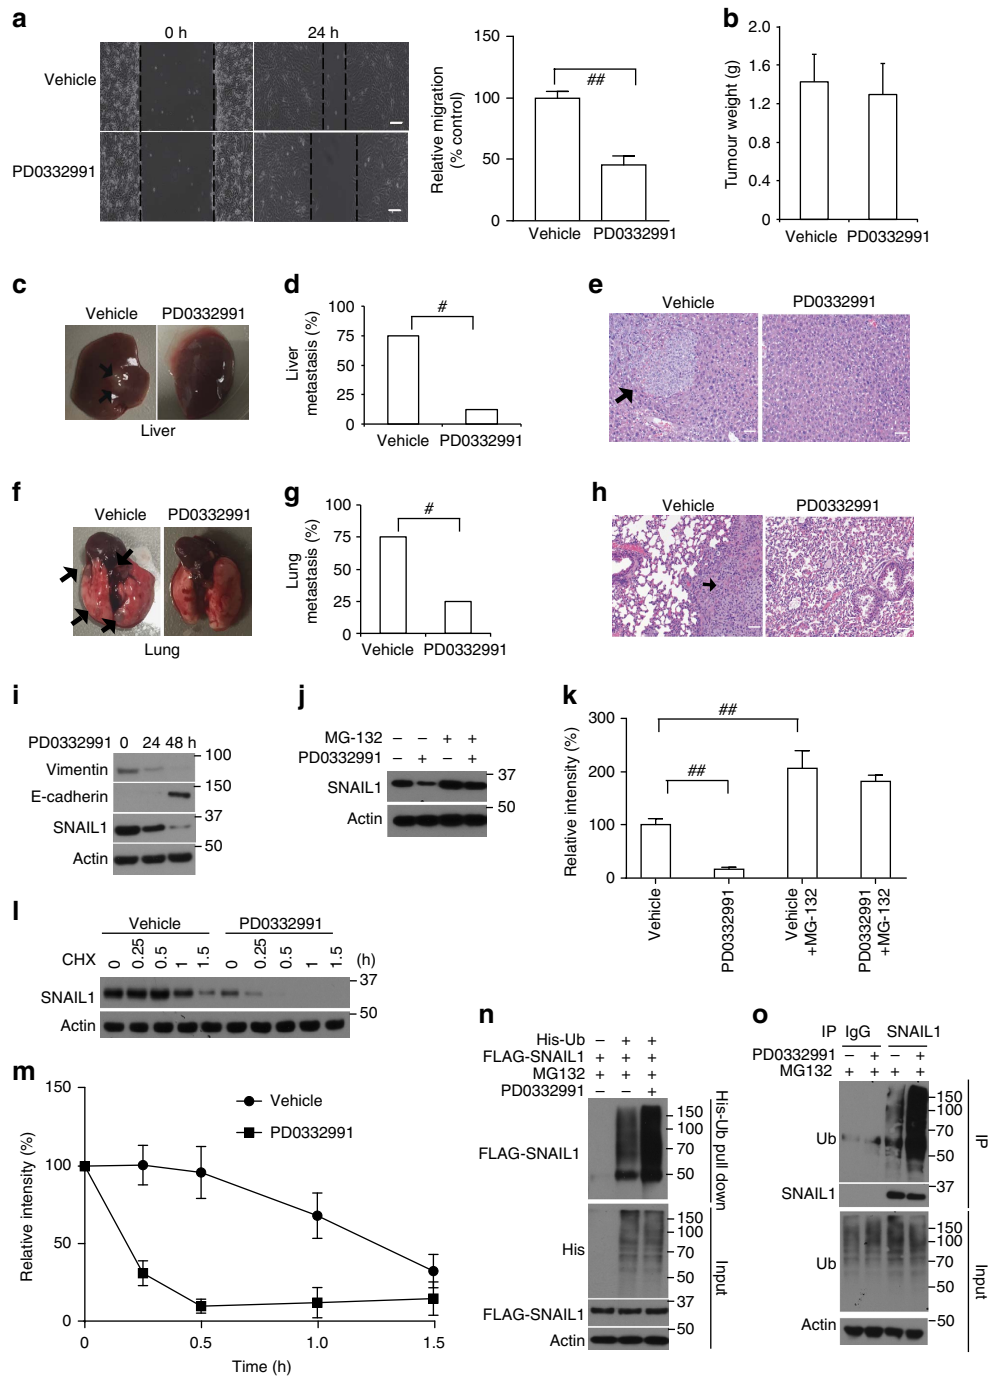 a
0 h 24 h
Vehicle
PD0332991
Relative migration
(% control)
150
100
50
0
##
Vehicle PD0332991
b
Tumour weight (g)
2.0
1.6
1.2
0.8
0.4
0
Vehicle PD0332991
c
Vehicle PD0332991
Liver
d
Liver
metastasis (%)
100
75
50
25
0
#
Vehicle PD0332991
e
Vehicle PD0332991
f
Vehicle PD0332991
Lung
g
Lung
metastasis (%)
100
75
50
25
0
#
Vehicle PD0332991
h
Vehicle PD0332991
i
PD0332991 0 24 48 h
Vimentin 100
E-cadherin 150
SNAIL1 37
Actin 50
j
MG-132 – – + +
PD0332991 – + – +
SNAIL1 37
Actin 50
k
Relative intensity (%)
300
200
100
0
##
##
Vehicle
PD0332991
Vehicle
+MG-132
PD0332991
+MG-132
l
Vehicle PD0332991
CHX 0 0.25 0.5 1 1.5 0 0.25 0.5 1 1.5 (h)
SNAIL1 37
Actin 50
m
Relative intensity (%)
150
100
50
0
Vehicle
PD0332991
0 0.5 1.0 1.5
Time (h)
n
His-Ub – + +
FLAG-SNAIL1 + + +
MG132 + + +
PD0332991 – – +
FLAG-SNAIL1
150
100
70
50
His-Ub pull down
His
150
100
70
50
FLAG-SNAIL1 37
Actin 50
Input
o
IP IgG SNAIL1
PD0332991 – + – +
MG132 + + + +
Ub
150
100
70
50
SNAIL1 37
IP
Ub
150
100
70
50
Actin 50
Input